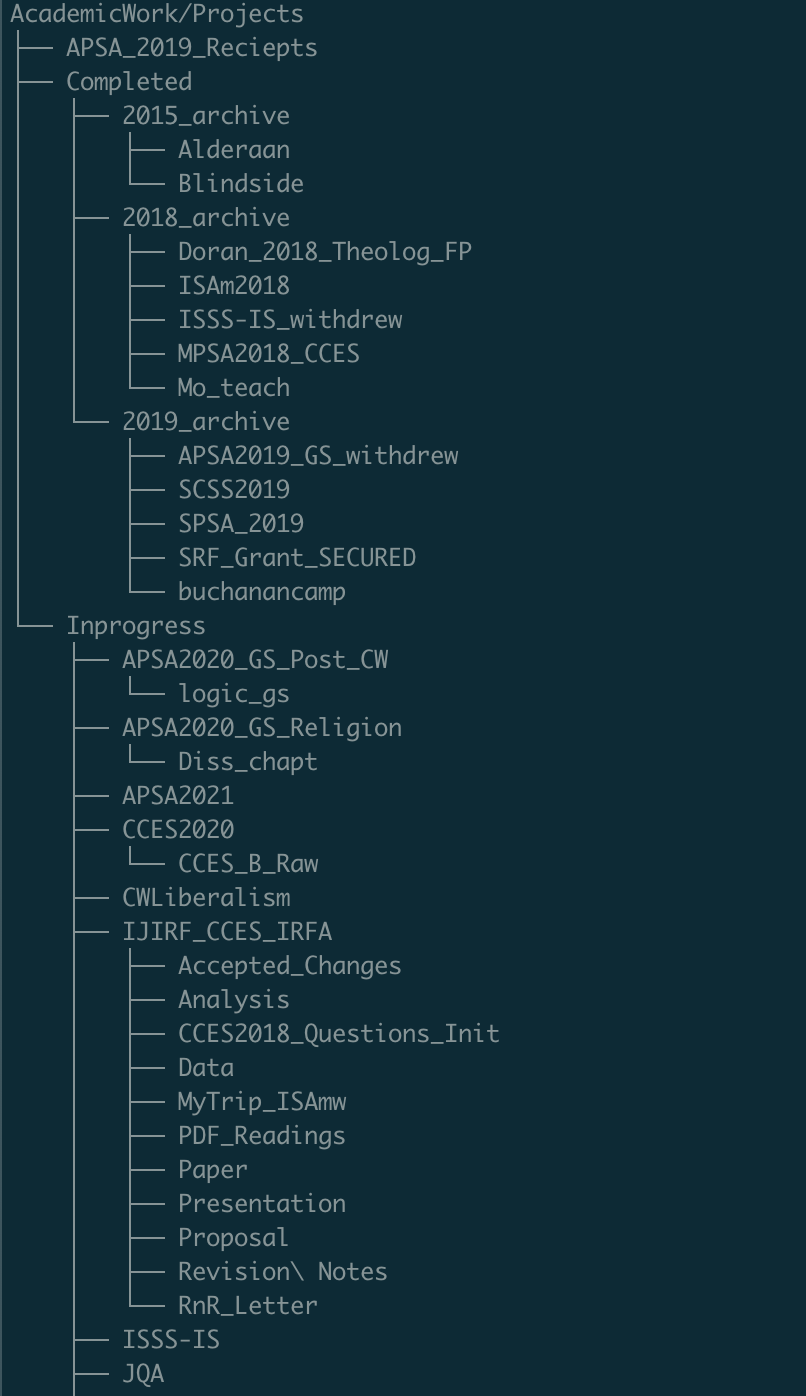 AcademicWork/Projects
├── APSA_2019_Reciepts
├── Completed
│   ├── 2015_archive
│   │   ├── Alderaan
│   │   └── Blindside
│   ├── 2018_archive
│   │   ├── Doran_2018_Theolog_FP
│   │   ├── ISAm2018
│   │   ├── ISSS-IS_withdrew
│   │   ├── MPSA2018_CCES
│   │   └── Mo_teach
│   └── 2019_archive
│       ├── APSA2019_GS_withdrew
│       ├── SCSS2019
│       ├── SPSA_2019
│       ├── SRF_Grant_SECURED
│       └── buchanancamp
└── Inprogress
    ├── APSA2020_GS_Post_CW
    │   └── logic_gs
    ├── APSA2020_GS_Religion
    │   └── Diss_chapt
    ├── APSA2021
    ├── CCES2020
    │   └── CCES_B_Raw
    ├── CWLiberalism
    ├── IJIRF_CCES_IRFA
    │   ├── Accepted_Changes
    │   ├── Analysis
    │   ├── CCES2018_Questions_Init
    │   ├── Data
    │   ├── MyTrip_ISAmw
    │   ├── PDF_Readings
    │   ├── Paper
    │   ├── Presentation
    │   ├── Proposal
    │   ├── Revision\ Notes
    │   └── RnR_Letter
    ├── ISSS-IS
    ├── JQA